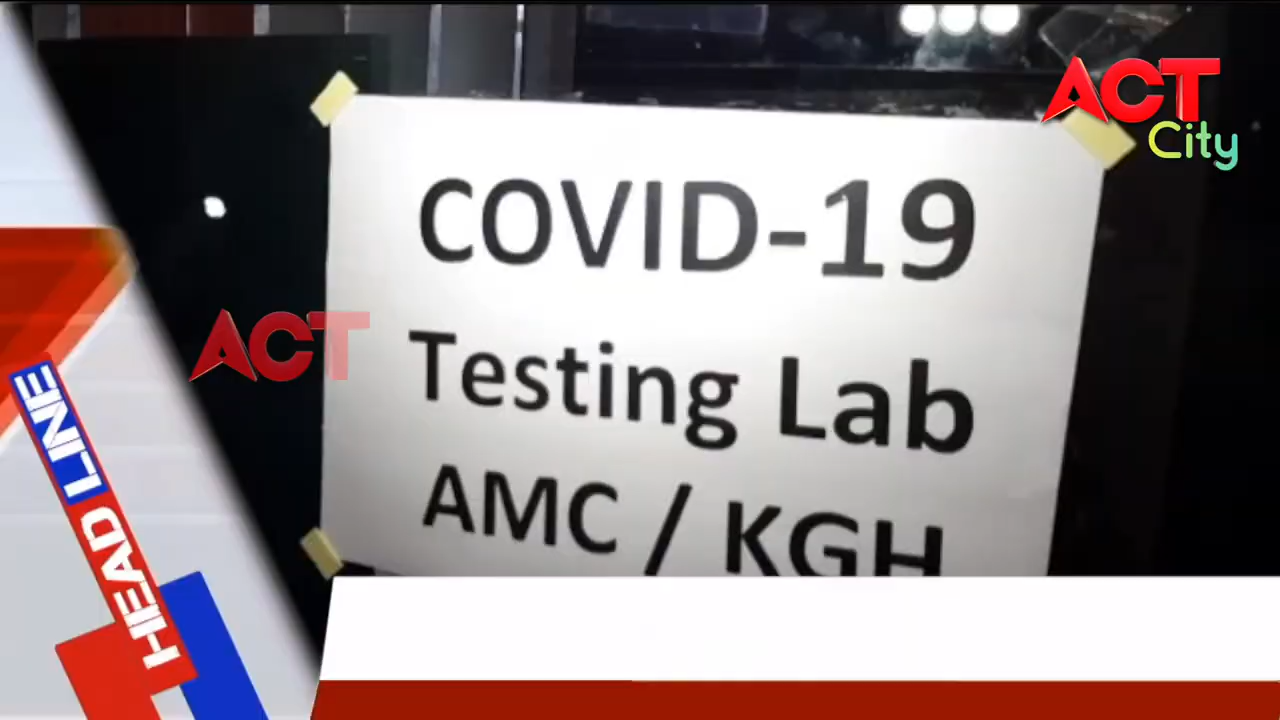 ACT
City
COVID-19
ACT
Testing Lab
AMC / KGH
HEAD LINE